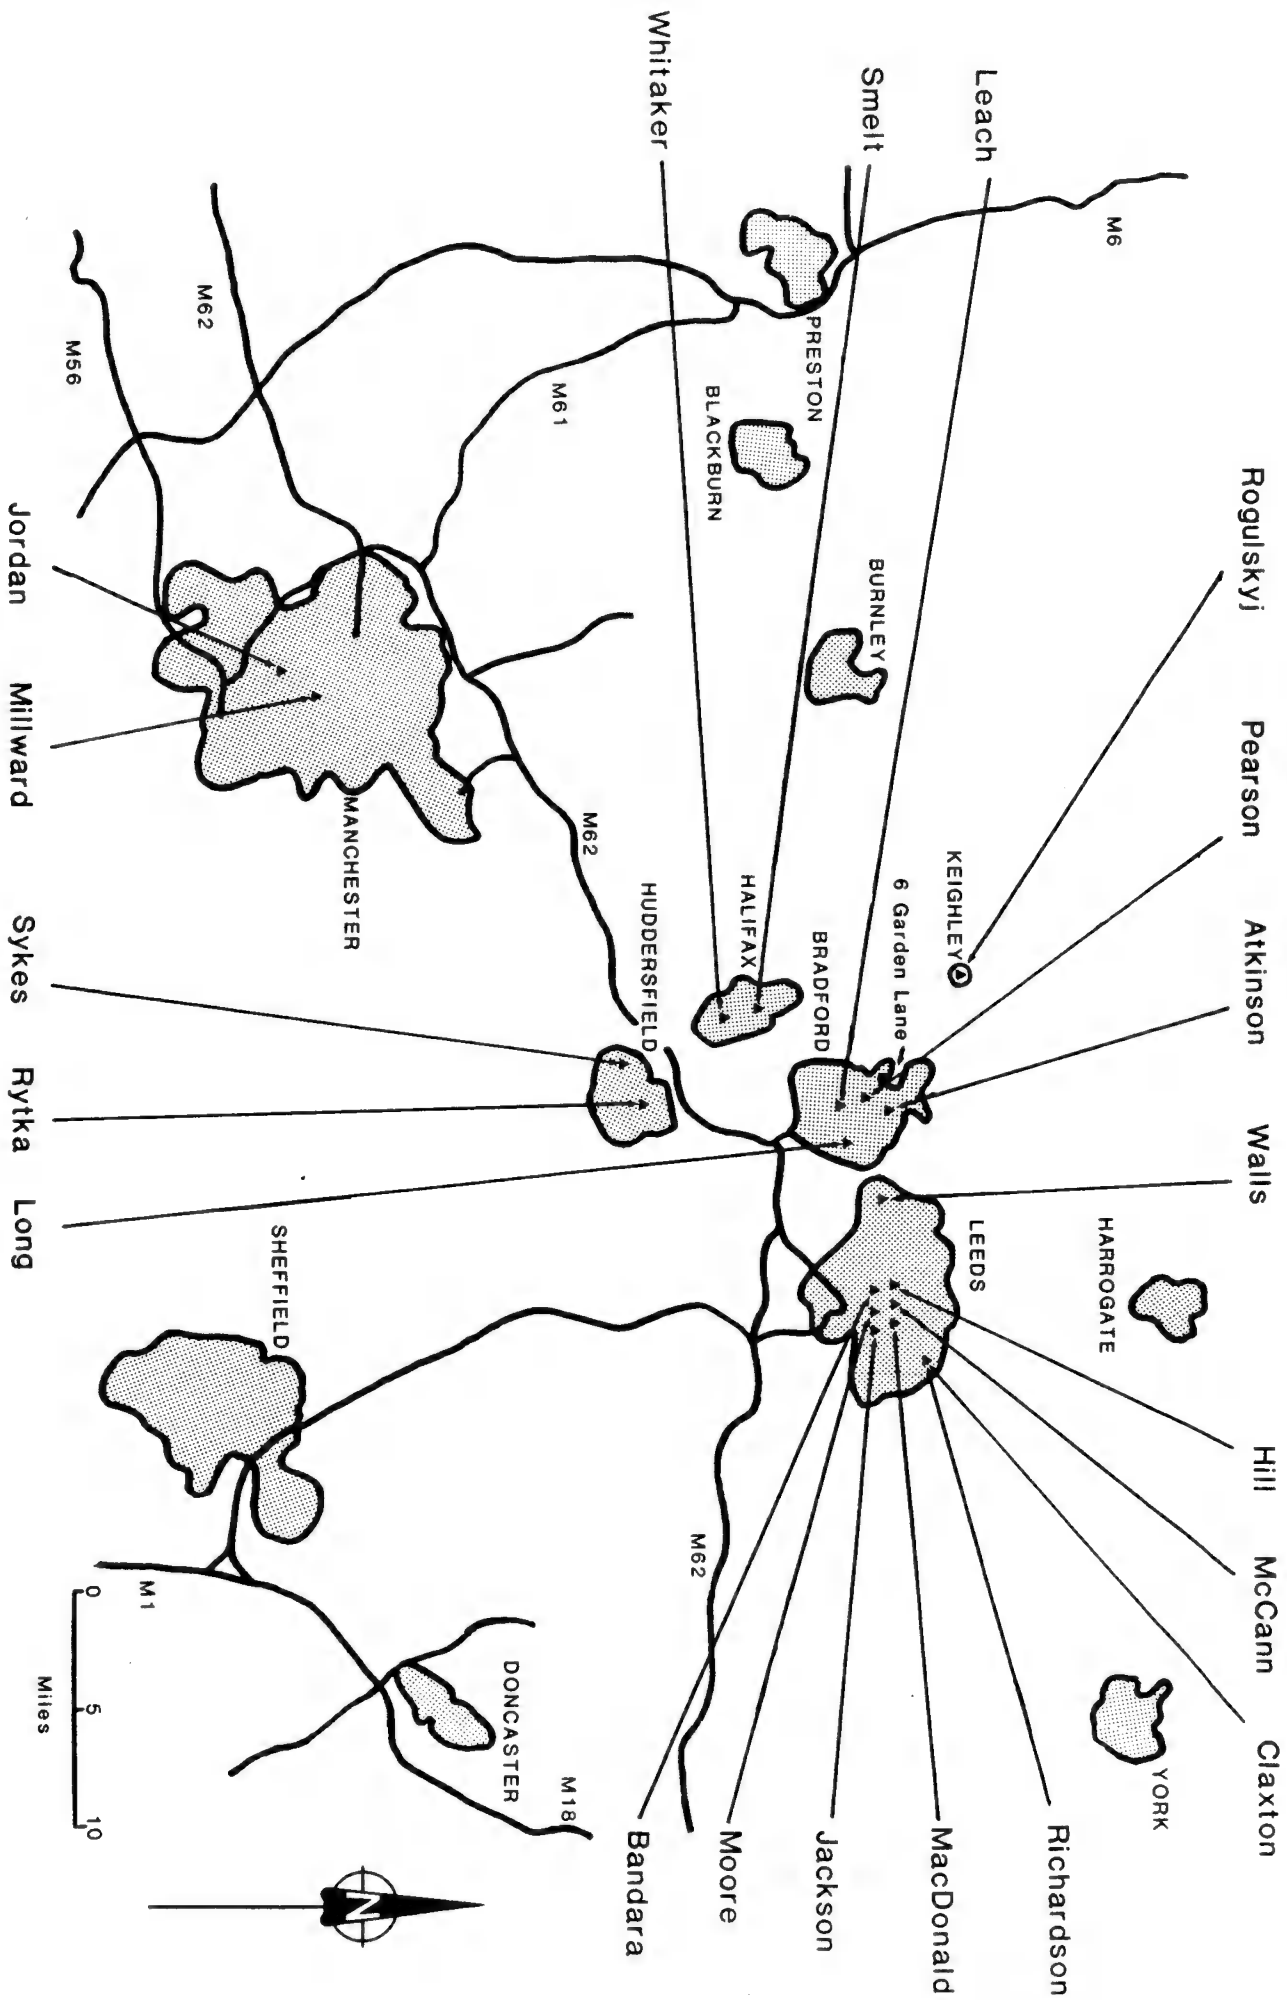 Rogulskyj
Pearson
Atkinson
Walls
Hill
McCann
Claxton
YORK
HARROGATE
Richardson
M6
Leach
KEIGHLEY
LEEDS
MacDonald
6 Garden Lane
BURNLEY
Smelt
BRADFORD
Jackson
PRESTON
HALIFAX
Moore
BLACKBURN
M62
Whitaker
HUDDERSFIELD
Bandara
M62
M61
M18
DONCASTER
N
MANCHESTER
SHEFFIELD
M62
M1
M56
0 5 10
Miles
Jordan
Millward
Sykes
Rytka
Long